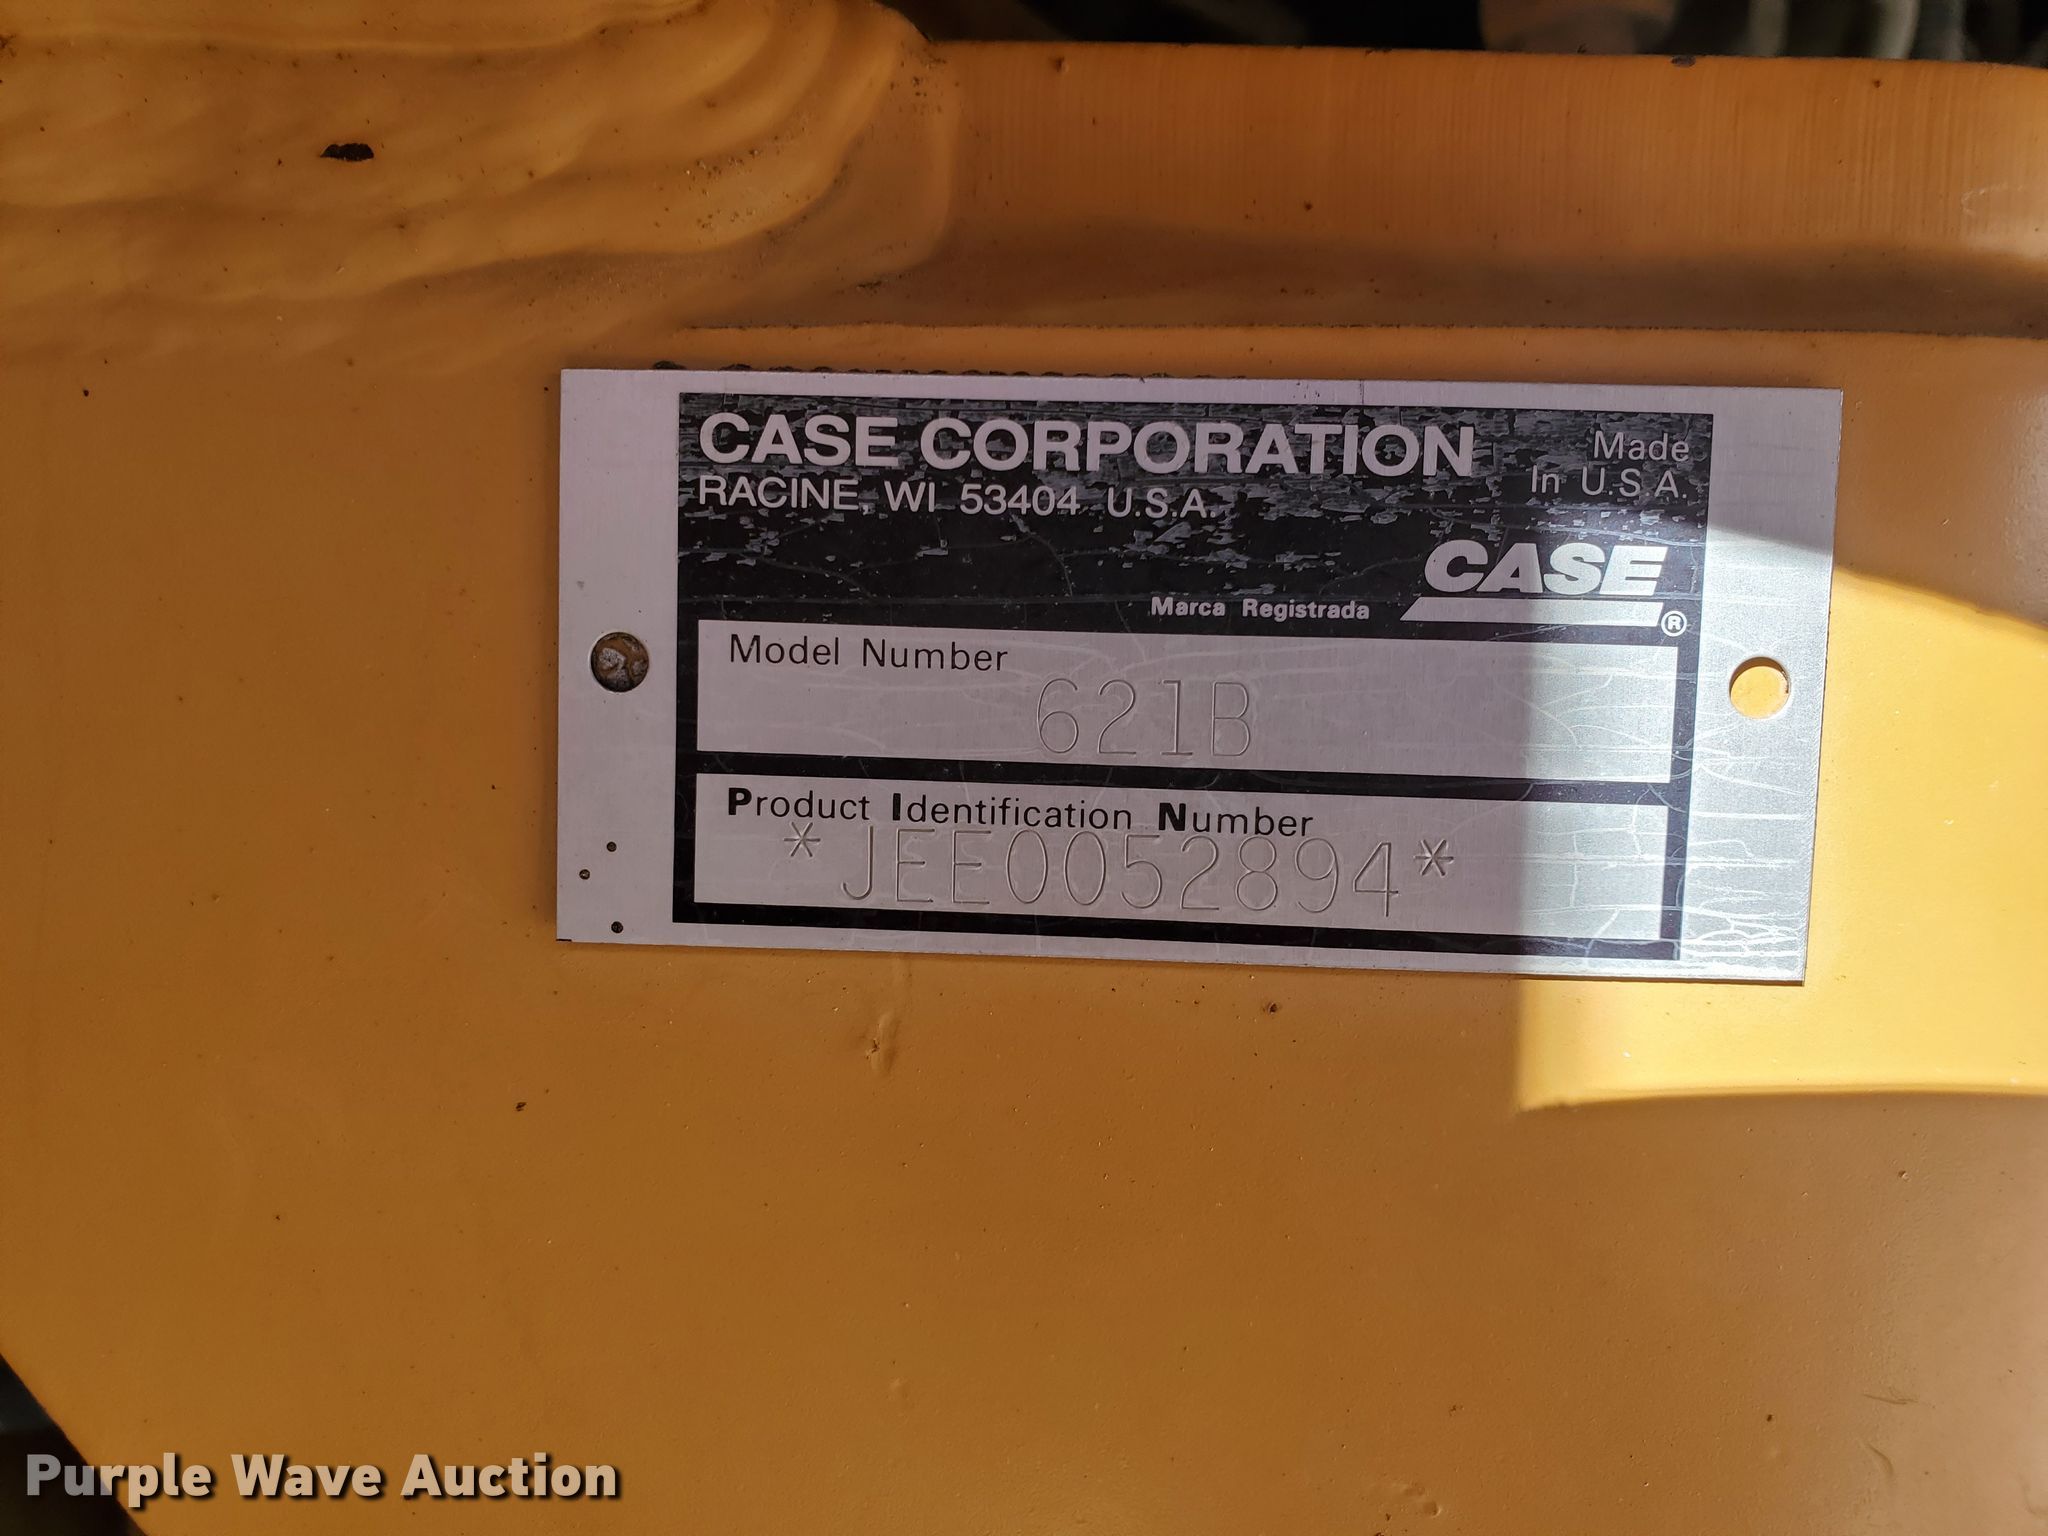 CASE CORPORATION
RACINE, WI 53404 U.S.A.
Made
In U.S.A.
CASE
Marca Registrada ®
Model Number
621B
Product Identification Number
*JEE0052894*
Purple Wave Auction